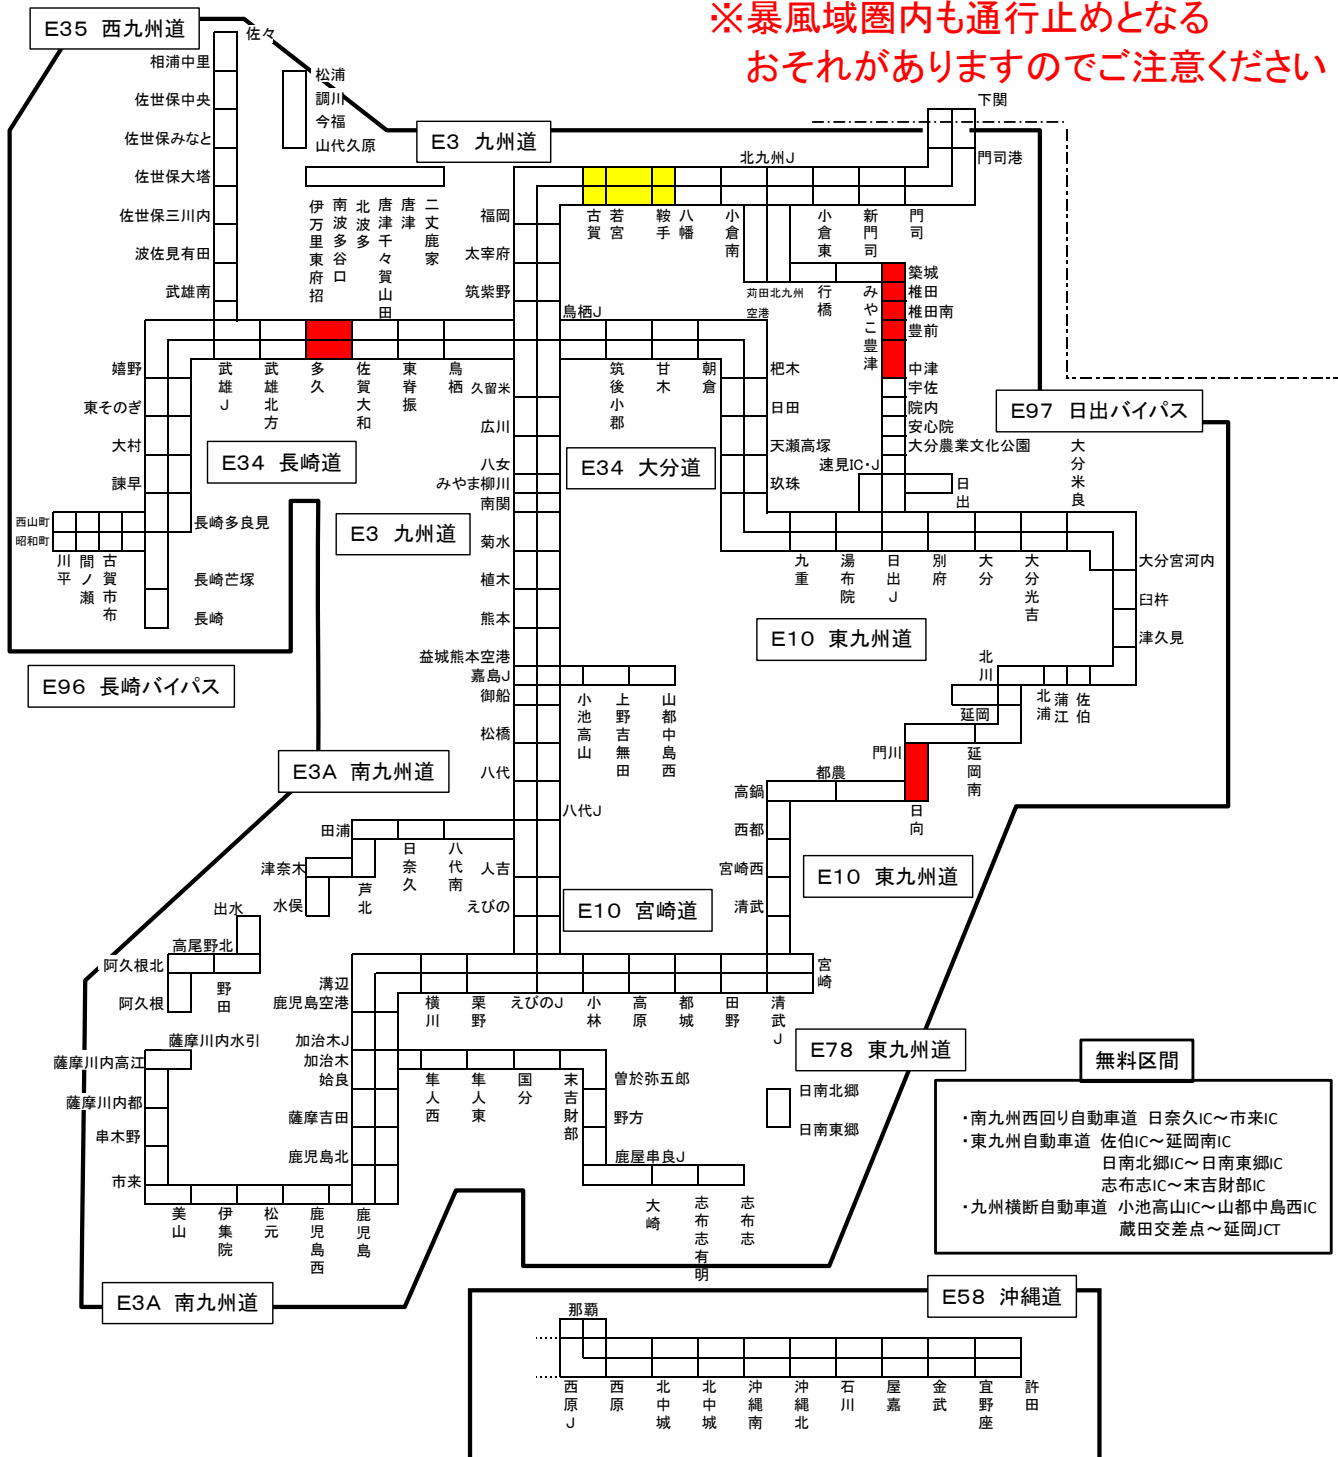 ※暴風域圏内も通行止めとなる
おそれがありますのでご注意ください
E35 西九州道
佐々
相浦中里
佐世保中央
佐世保みなと
佐世保大塔
佐世保三川内
波佐見有田
武雄南
松浦
調川
今福
山代久原
E3 九州道
伊万里東府招
南波多谷口
北波多
唐津千々賀山田
唐津
二丈鹿家
下関
門司港
北九州J
福岡
太宰府
筑紫野
鳥栖J
古賀
若宮
鞍手
八幡
小倉南
小倉東
新門司
門司
苅田北九州
空港
行橋
みやこ豊津
築城
椎田
椎田南
豊前
中津
宇佐
院内
安心院
大分農業文化公園
速見IC・J
日出
E97 日出バイパス
嬉野
東そのぎ
大村
諫早
武雄J
武雄北方
多久
佐賀大和
東脊振
鳥栖
久留米
広川
八女
みやま柳川
南関
菊水
植木
熊本
益城熊本空港
嘉島J
御船
松橋
八代
筑後小郡
甘木
朝倉
杷木
日田
天瀬高塚
玖珠
E34 長崎道
E34 大分道
E3 九州道
西山町
昭和町
川平
間ノ瀬
古賀市布
長崎多良見
長崎芒塚
長崎
E96 長崎バイパス
九重
湯布院
日出J
別府
大分
大分光吉
大分米良
大分宮河内
臼杵
津久見
E10 東九州道
小池高山
上野吉無田
山都中島西
北川
北浦
蒲江
佐伯
延岡
延岡南
門川
日向
都農
高鍋
西都
宮崎西
清武
E10 東九州道
E3A 南九州道
八代J
田浦
津奈木
水俣
芦北
日奈久
八代南
人吉
えびの
E10 宮崎道
出水
高尾野北
阿久根北
阿久根
野田
溝辺
鹿児島空港
横川
栗野
えびのJ
小林
高原
都城
田野
清武J
宮崎
加治木J
加治木
姶良
薩摩吉田
鹿児島北
隼人西
隼人東
国分
末吉財部
曽於弥五郎
野方
鹿屋串良J
大崎
志布志有明
志布志
E78 東九州道
日南北郷
日南東郷
薩摩川内水引
薩摩川内高江
薩摩川内都
串木野
市来
美山
伊集院
松元
鹿児島西
鹿児島
E3A 南九州道
無料区間
・南九州西回り自動車道 日奈久IC～市来IC
・東九州自動車道 佐伯IC～延岡南IC
日南北郷IC～日南東郷IC
志布志IC～末吉財部IC
・九州横断自動車道 小池高山IC～山都中島西IC
蔵田交差点～延岡JCT
E58 沖縄道
那覇
西原J
西原
北中城
北中城
沖縄南
沖縄北
石川
屋嘉
金武
宜野座
許田